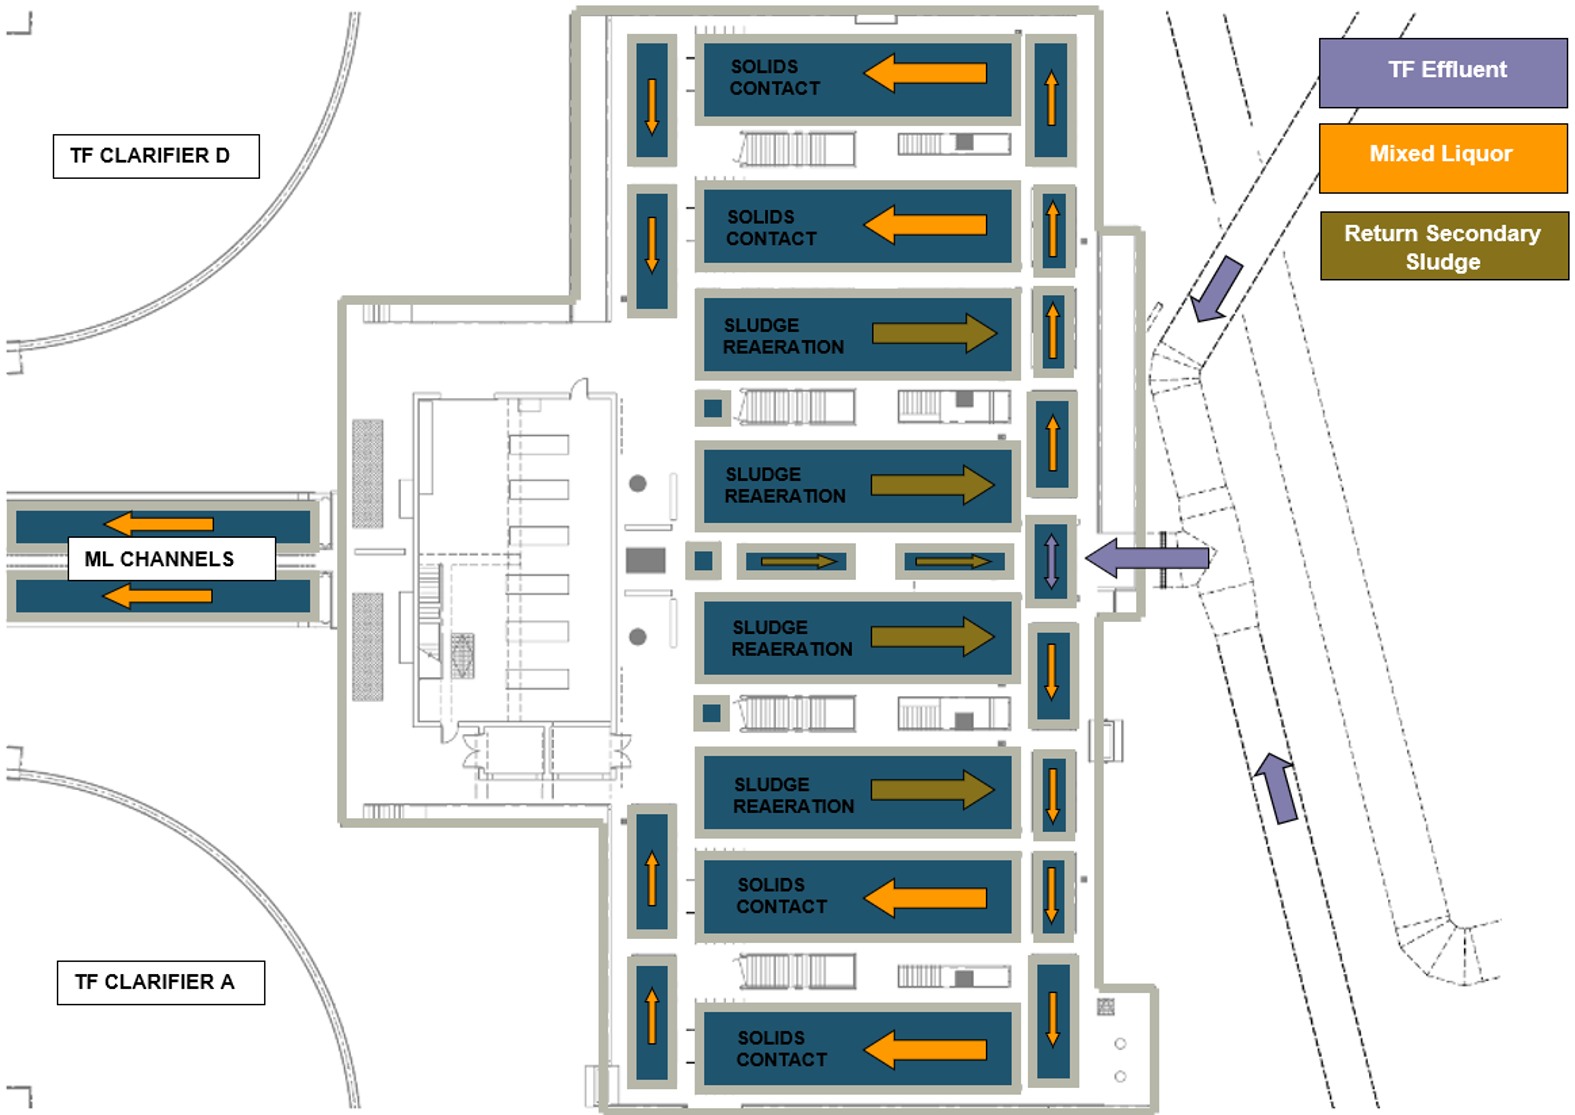 TF Effluent
Mixed Liquor
Return Secondary
Sludge
TF CLARIFIER D
SOLIDS
CONTACT
SOLIDS
CONTACT
SLUDGE
REAERATION
SLUDGE
REAERATION
ML CHANNELS
SLUDGE
REAERATION
SLUDGE
REAERATION
SOLIDS
CONTACT
TF CLARIFIER A
SOLIDS
CONTACT